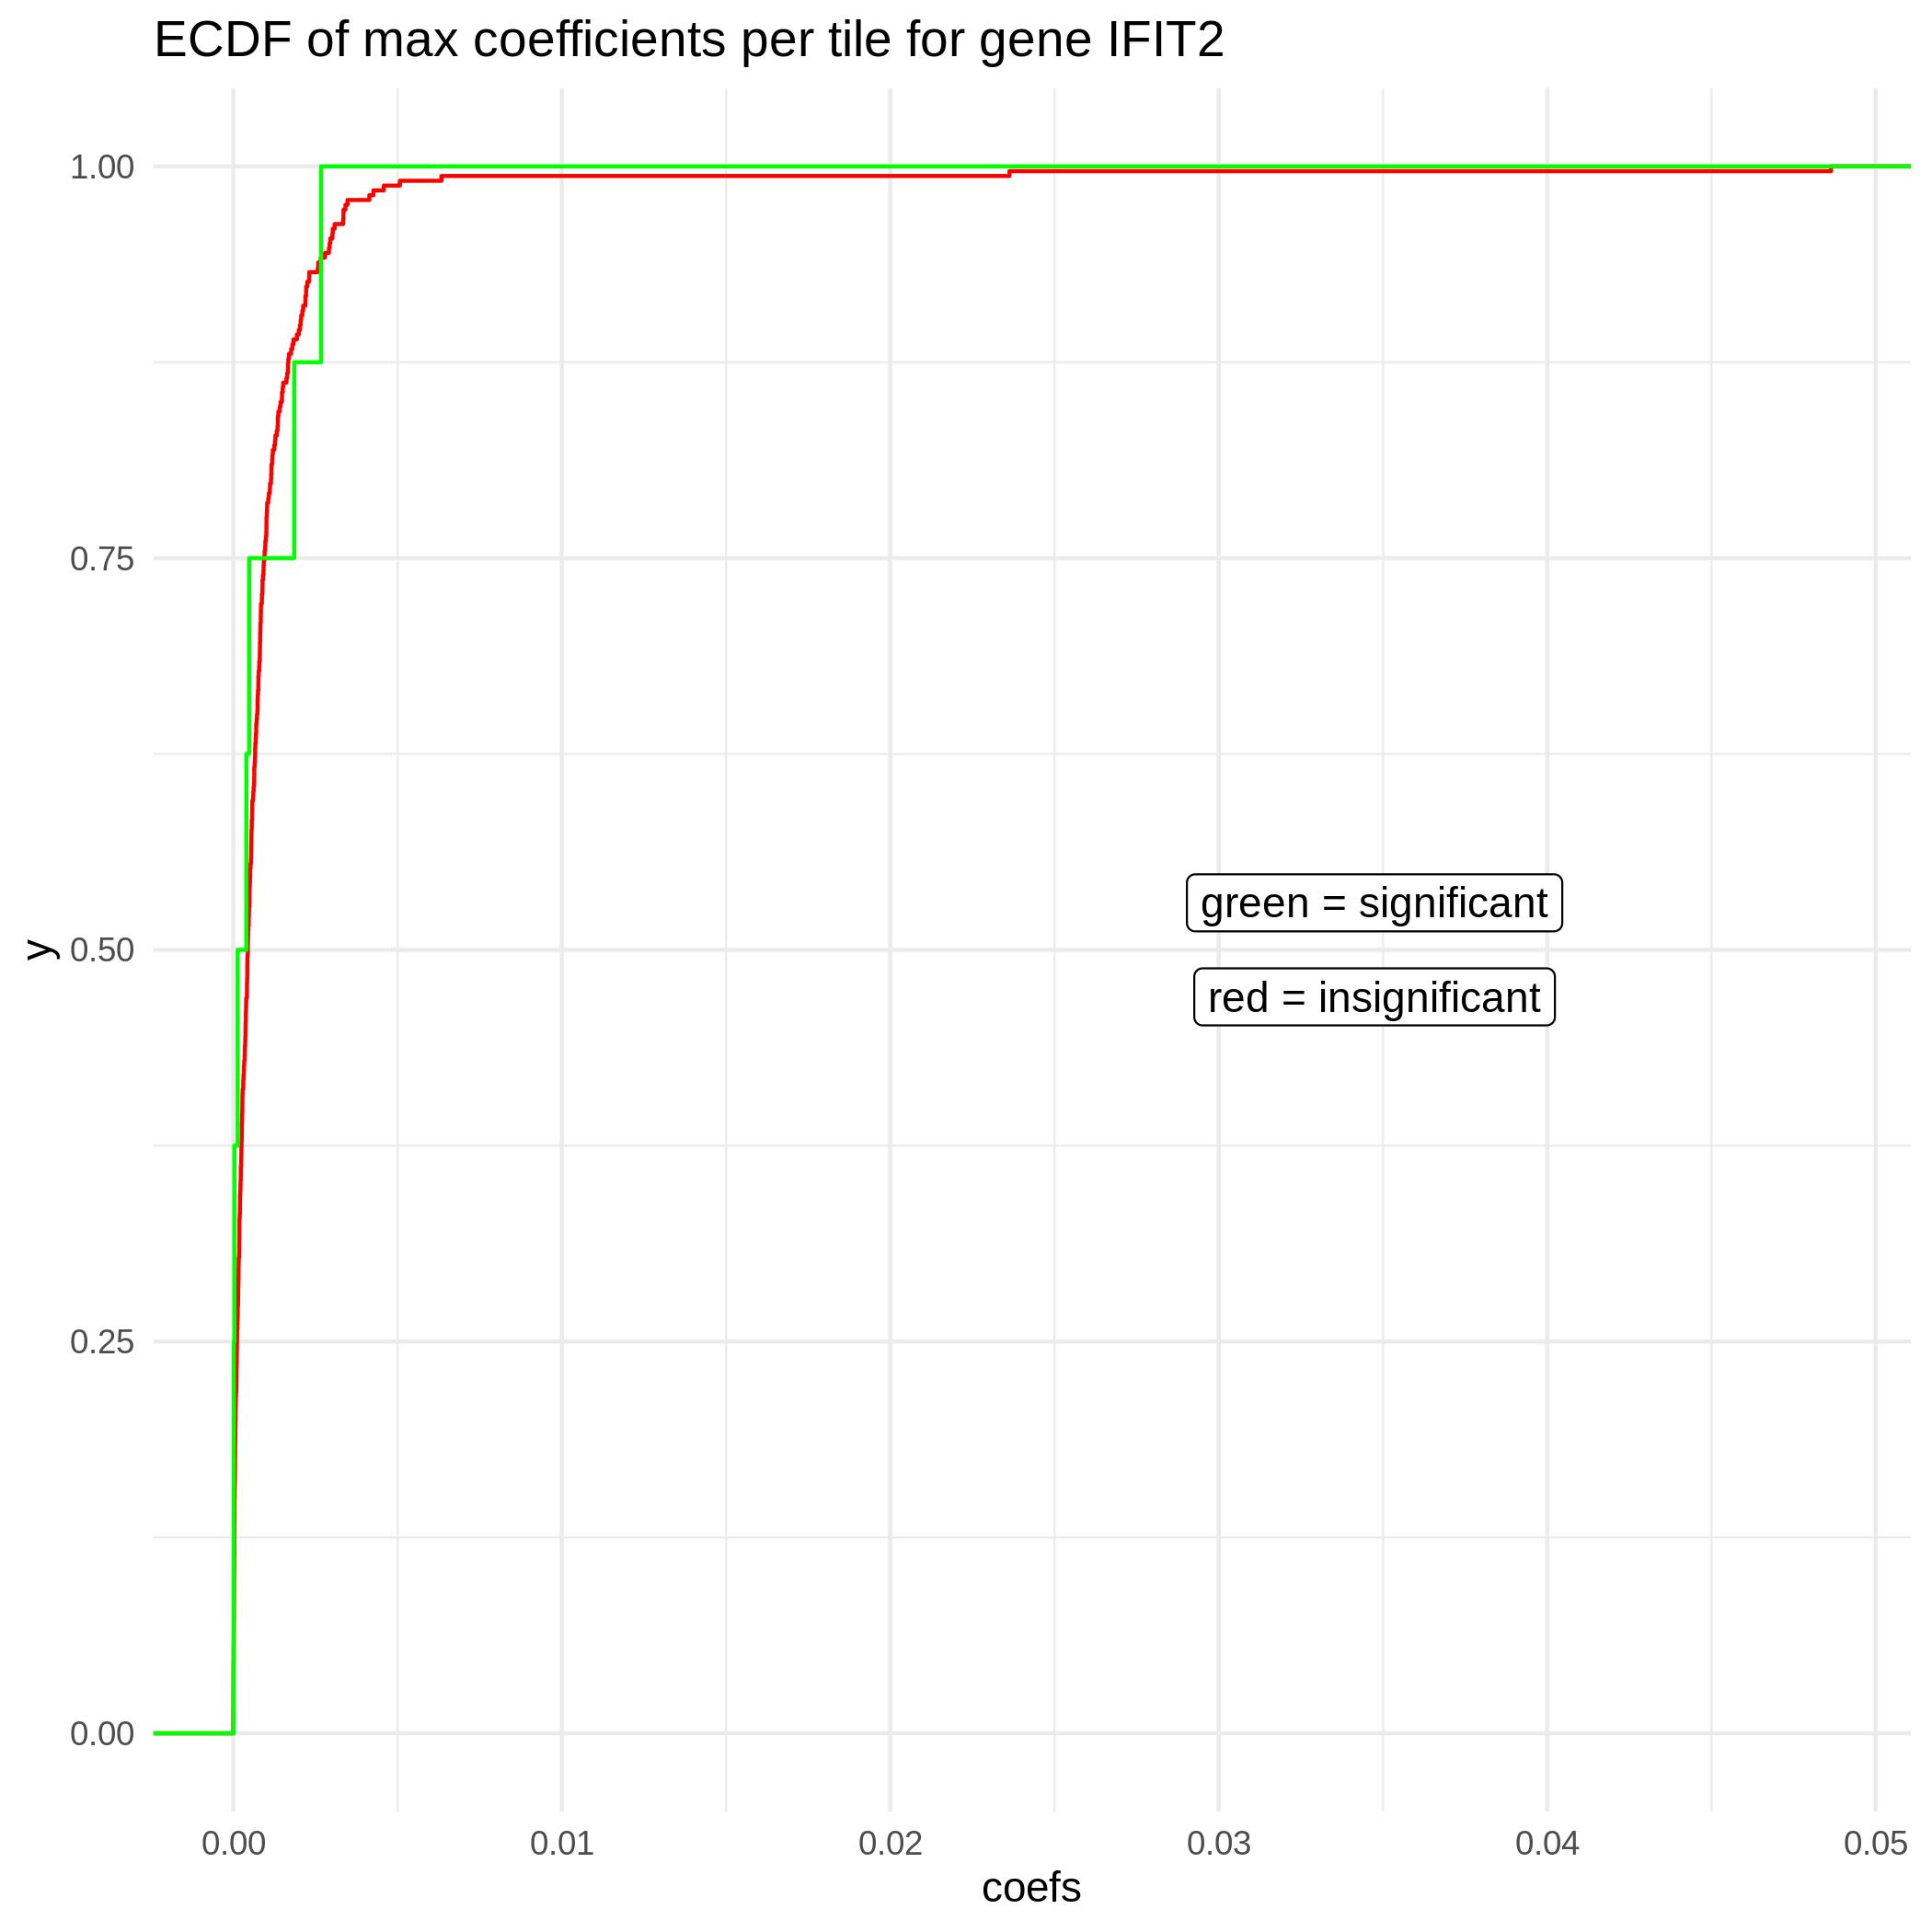 ECDF of max coefficients per tile for gene IFIT2
1.00
0.75
0.50
0.25
0.00
y
green = significant
red = insignificant
0.00 0.01 0.02 0.03 0.04 0.05
coefs